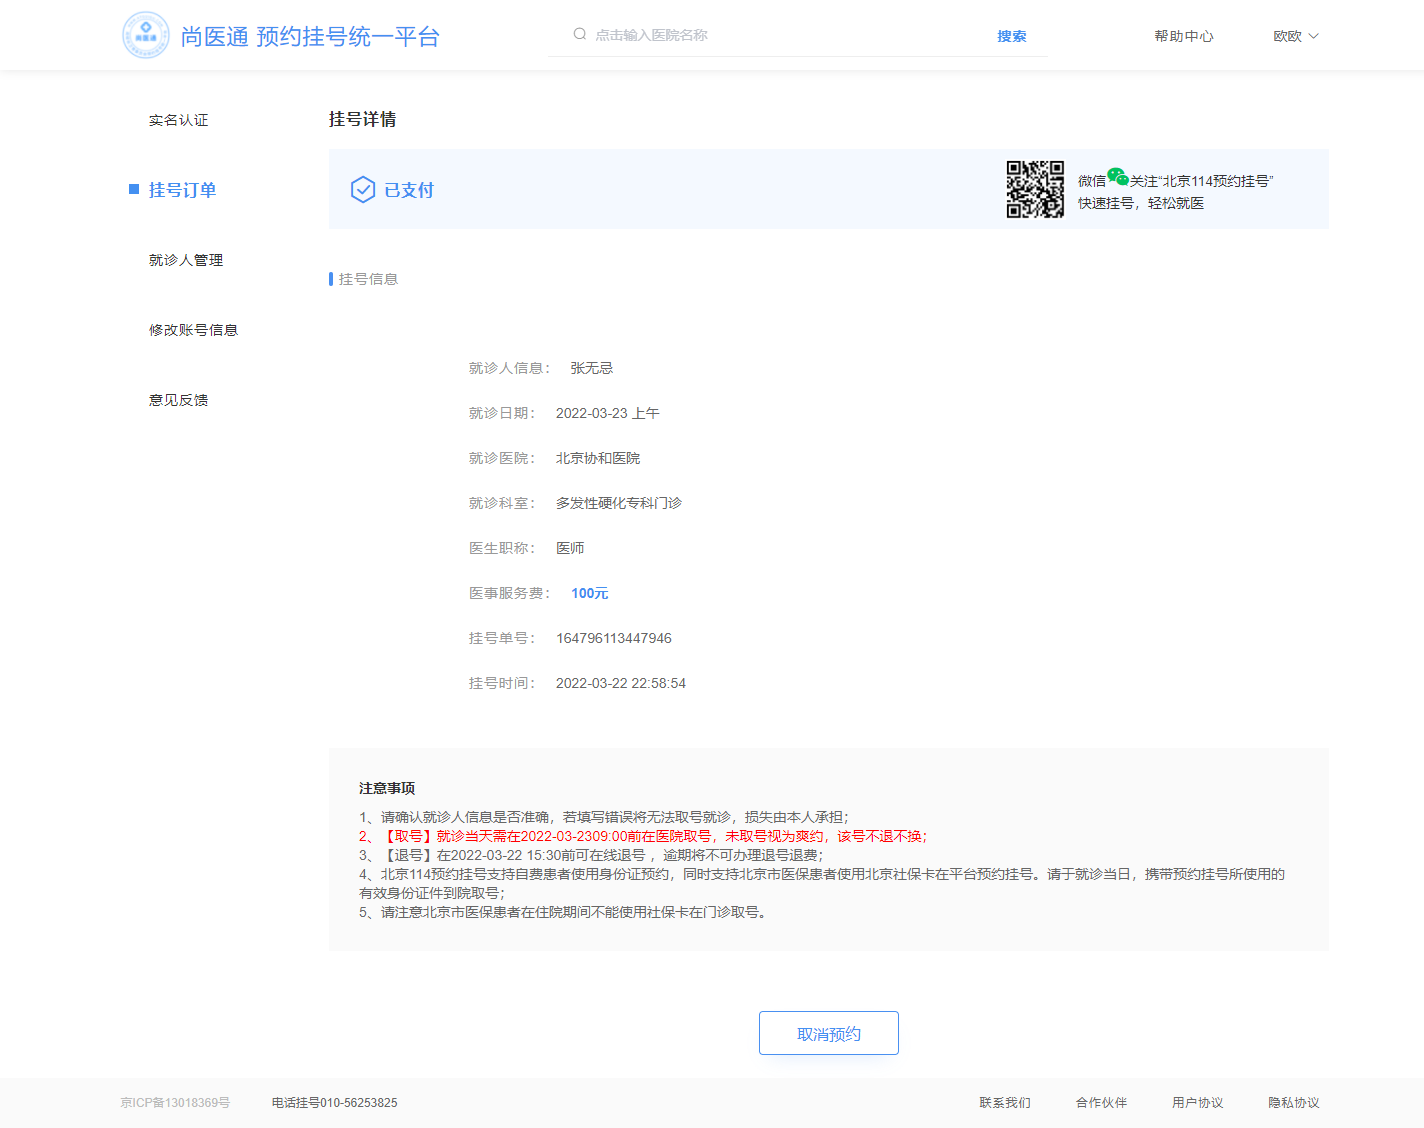 尚医通
尚医通 预约挂号统一平台
点击输入医院名称
搜索
帮助中心
欧欧
实名认证
挂号订单
就诊人管理
修改账号信息
意见反馈
挂号详情
已支付
微信关注“北京114预约挂号”
快速挂号，轻松就医
挂号信息
就诊人信息： 张无忌
就诊日期： 2022-03-23 上午
就诊医院： 北京协和医院
就诊科室： 多发性硬化专科门诊
医生职称： 医师
医事服务费： 100元
挂号单号： 164796113447946
挂号时间： 2022-03-22 22:58:54
注意事项
1、请确认就诊人信息是否准确，若填写错误将无法取号就诊，损失由本人承担；
2、【取号】就诊当天需在2022-03-2309:00前在医院取号，未取号视为爽约，该号不退不换；
3、【退号】在2022-03-22 15:30前可在线退号 ，逾期将不可办理退号退费；
4、北京114预约挂号支持自费患者使用身份证预约，同时支持北京市医保患者使用北京社保卡在平台预约挂号。请于就诊当日，携带预约挂号所使用的
有效身份证件到院取号；
5、请注意北京市医保患者在住院期间不能使用社保卡在门诊取号。
取消预约
京ICP备13018369号
电话挂号010-56253825
联系我们
合作伙伴
用户协议
隐私协议